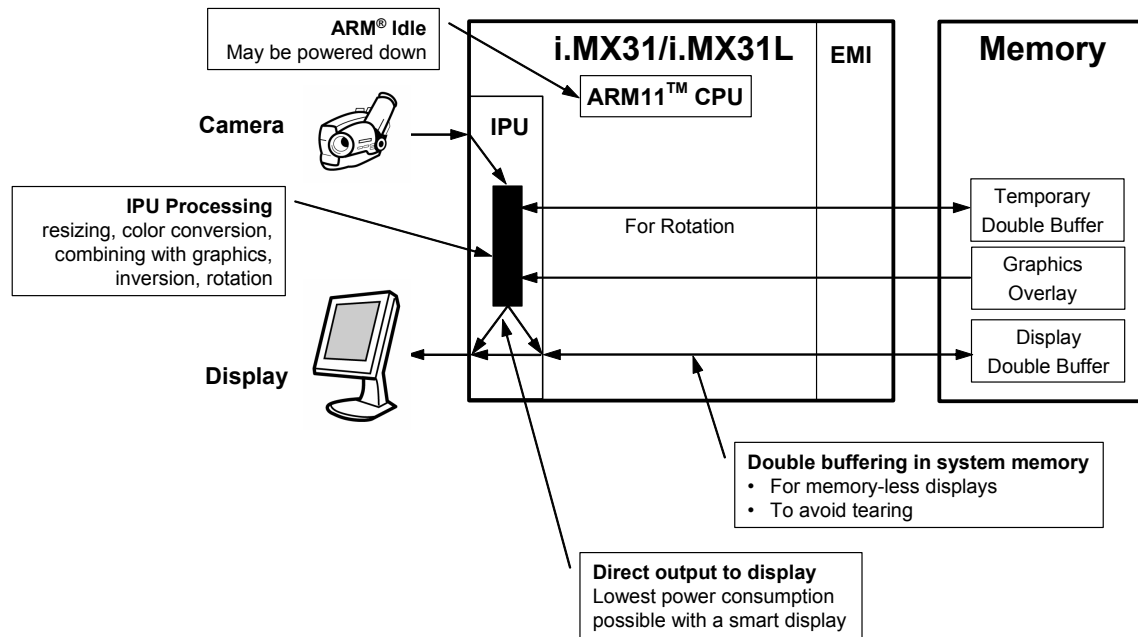 ARM® Idle
May be powered down
i.MX31/i.MX31L
EMI
Memory
ARM11™ CPU
Camera
IPU
IPU Processing
resizing, color conversion,
combining with graphics,
inversion, rotation
For Rotation
Temporary
Double Buffer
Graphics
Overlay
Display
Double Buffer
Display
Double buffering in system memory
• For memory-less displays
• To avoid tearing
Direct output to display
Lowest power consumption
possible with a smart display